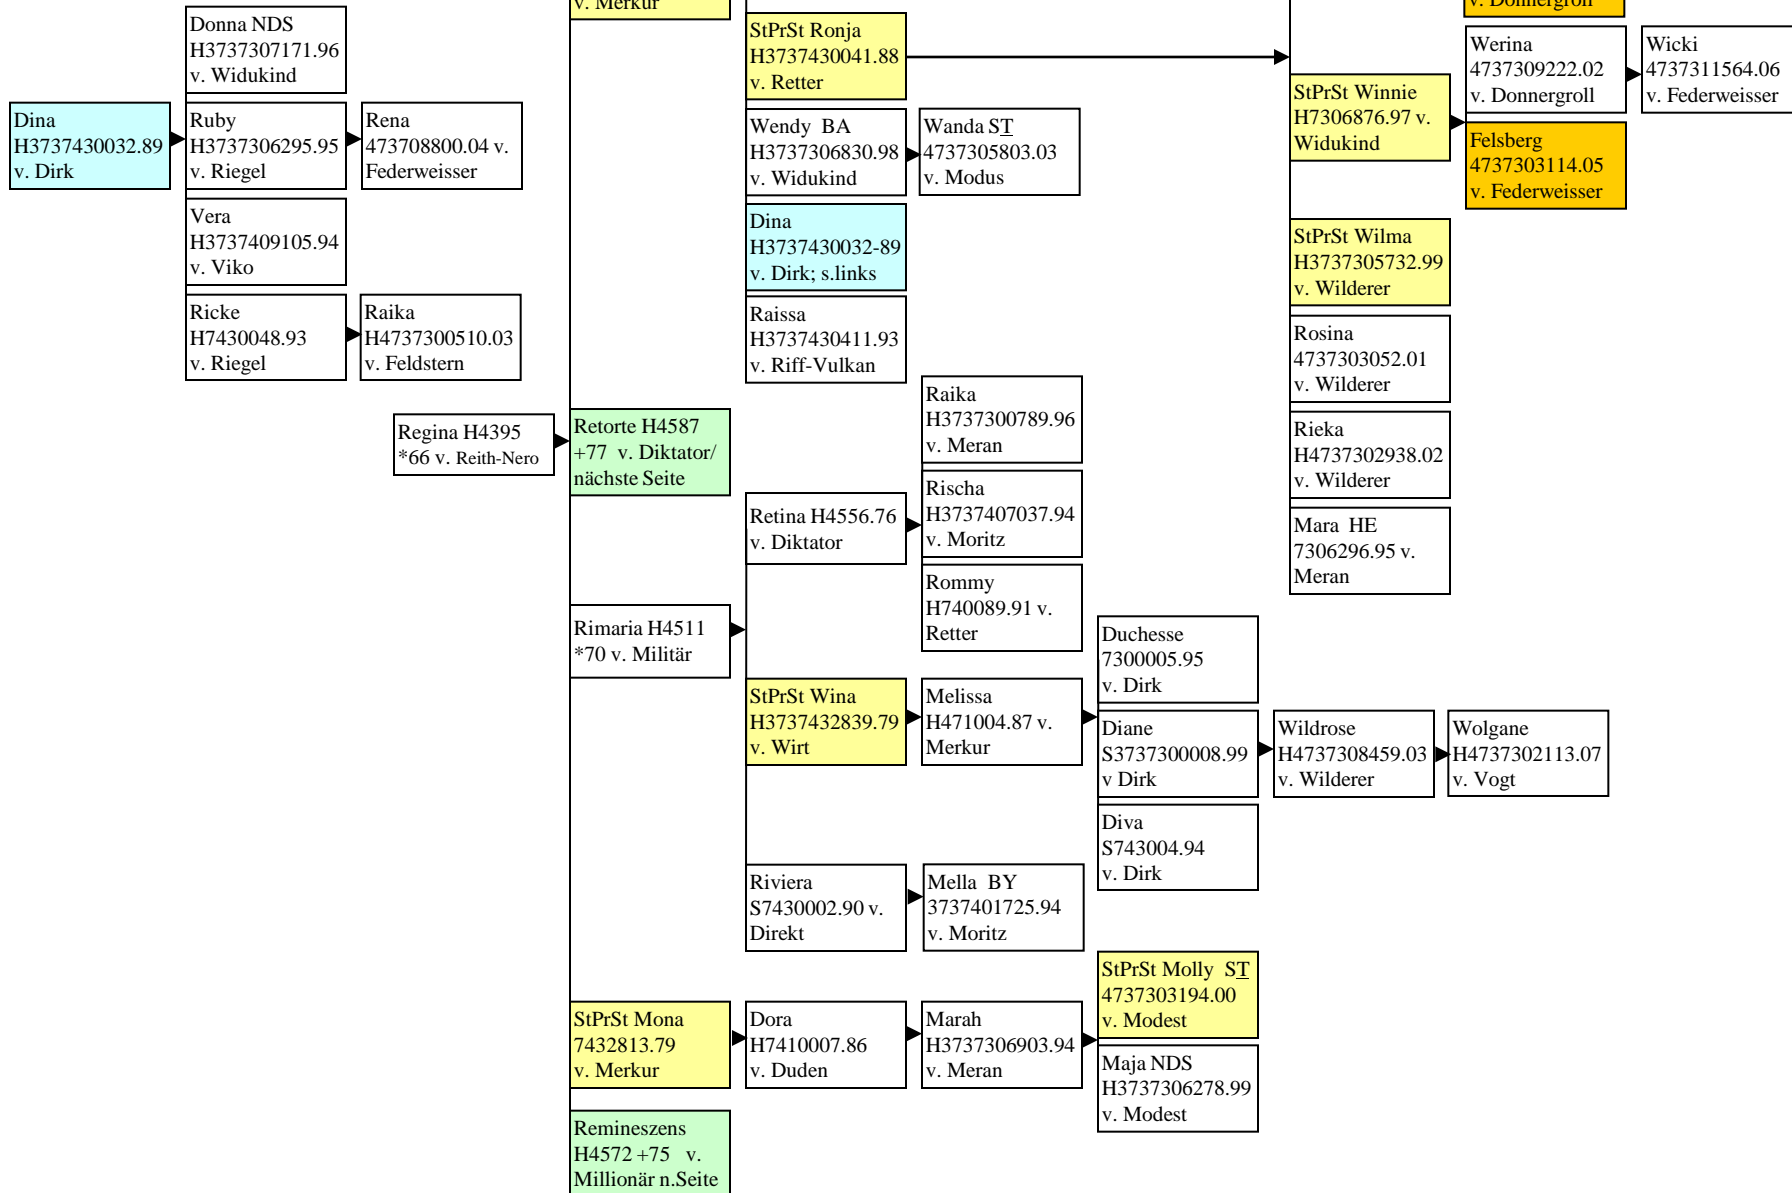 v. Merkur
v. Donnergroll
Donna NDS
H3737307171.96
v. Widukind
Dina
H3737430032.89
v. Dirk
Ruby
H3737306295.95
v. Riegel
Rena
473708800.04 v.
Federweisser
Vera
H3737409105.94
v. Viko
Ricke
H7430048.93
v. Riegel
Raika
H4737300510.03
v. Feldstern
Regina H4395
*66 v. Reith-Nero
Retorte H4587
+77 v. Diktator/
nächste Seite
Rimaria H4511
*70 v. Militär
StPrSt Mona
7432813.79
v. Merkur
Remineszens
H4572 +75 v.
Millionär n.Seite
StPrSt Ronja
H3737430041.88
v. Retter
Wendy BA
H3737306830.98
v. Widukind
Wanda ST
4737305803.03
v. Modus
Dina
H3737430032-89
v. Dirk; s.links
Raissa
H3737430411.93
v. Riff-Vulkan
Retina H4556.76
v. Diktator
Raika
H3737300789.96
v. Meran
Rischa
H3737407037.94
v. Moritz
Rommy
H740089.91 v.
Retter
StPrSt Wina
H3737432839.79
v. Wirt
Melissa
H471004.87 v.
Merkur
Duchesse
7300005.95
v. Dirk
Diane
S3737300008.99
v Dirk
Diva
S743004.94
v. Dirk
Wildrose
H4737308459.03
v. Wilderer
Wolgane
H4737302113.07
v. Vogt
Riviera
S7430002.90 v.
Direkt
Mella BY
3737401725.94
v. Moritz
Dora
H7410007.86
v. Duden
Marah
H3737306903.94
v. Meran
StPrSt Molly ST
4737303194.00
v. Modest
Maja NDS
H3737306278.99
v. Modest
StPrSt Winnie
H7306876.97 v.
Widukind
Werina
4737309222.02
v. Donnergroll
Wicki
4737311564.06
v. Federweisser
Felsberg
4737303114.05
v. Federweisser
StPrSt Wilma
H3737305732.99
v. Wilderer
Rosina
4737303052.01
v. Wilderer
Rieka
H4737302938.02
v. Wilderer
Mara HE
7306296.95 v.
Meran